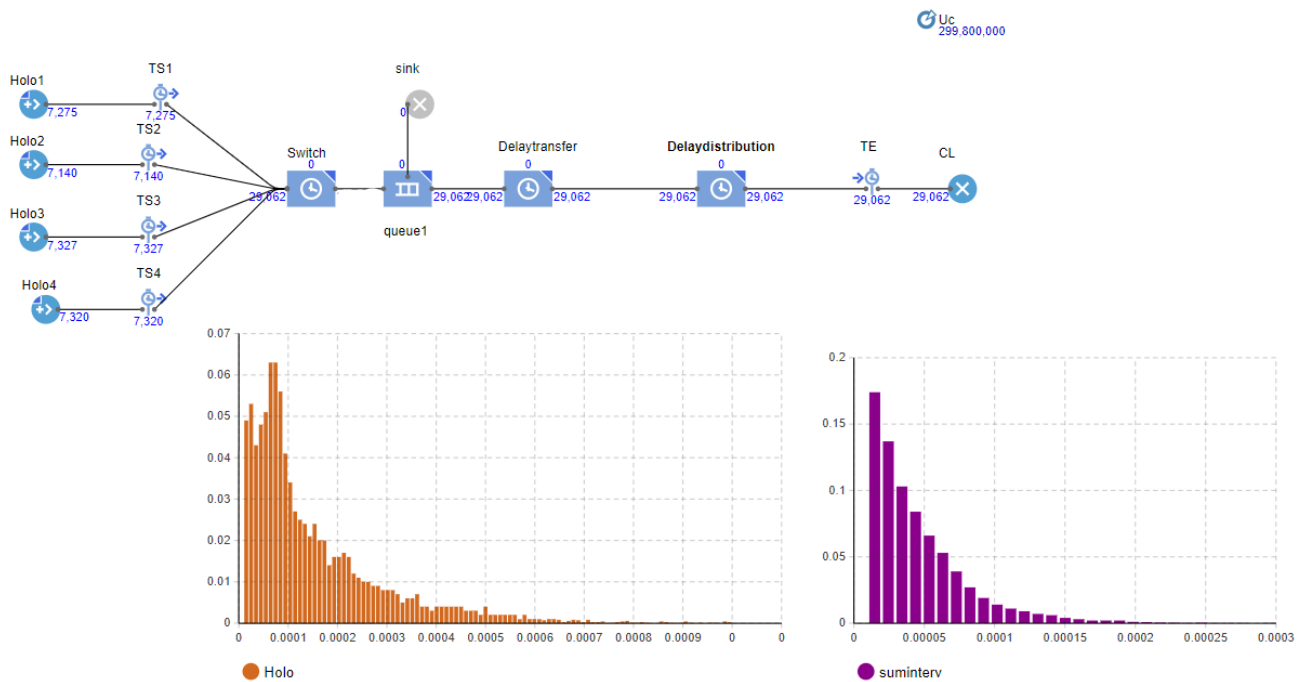 Uc
299,800,000
Holo1
7,275
TS1
7,275
sink
0
Holo2
7,140
TS2
7,140
Switch
0
29,062
0
29,062
queue1
Delaytransfer
0
29,062
29,062
Delaydistribution
0
29,062
29,062
TE
29,062
CL
29,062
Holo3
7,327
TS3
7,327
Holo4
7,320
TS4
7,320
0.07
0.06
0.05
0.04
0.03
0.02
0.01
0
0 0.0001 0.0002 0.0003 0.0004 0.0005 0.0006 0.0007 0.0008 0.0009 0 0
Holo
0.2
0.15
0.1
0.05
0
0 0.00005 0.0001 0.00015 0.0002 0.00025 0.0003
suminterv